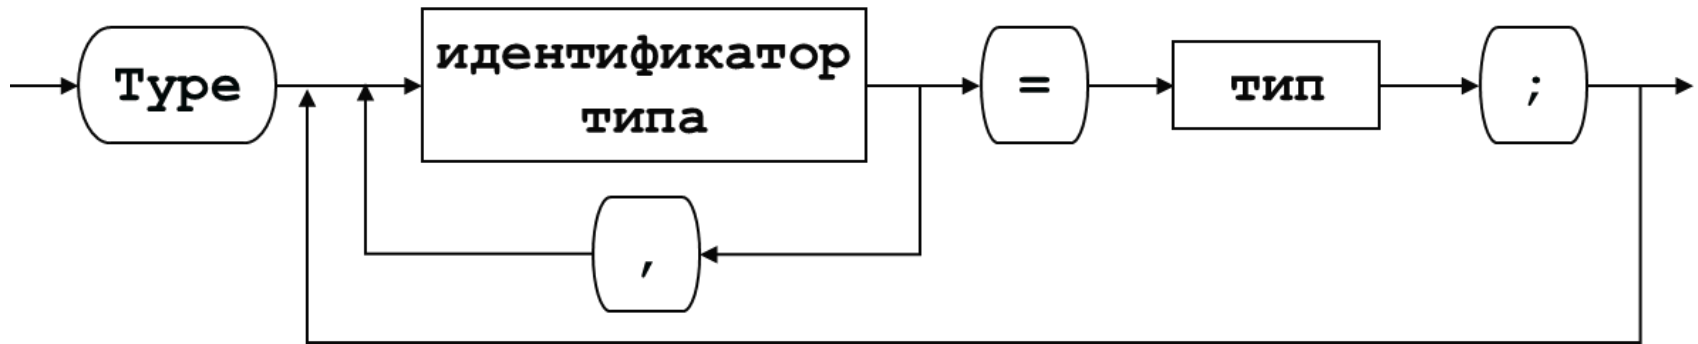 Type
идентификатор
типа
=
тип
;
,